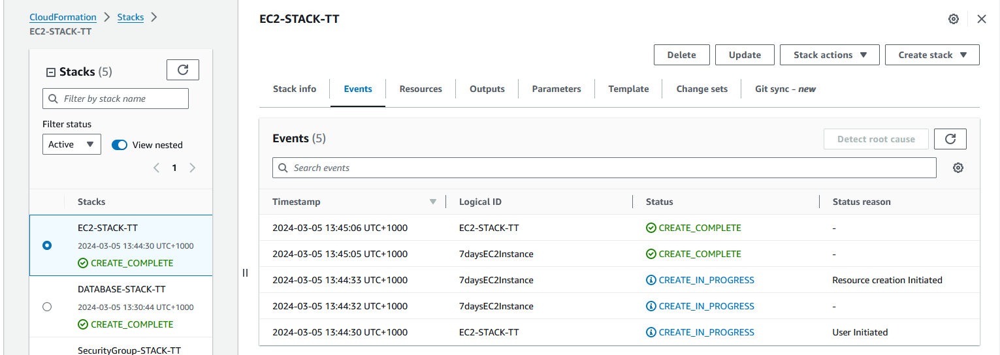 CloudFormation > Stacks >
EC2-STACK-TT
Stacks (5)
Filter by stack name
Filter status
Active
View nested
1
Stacks
EC2-STACK-TT
2024-03-05 13:44:30 UTC+1000
CREATE_COMPLETE
DATABASE-STACK-TT
2024-03-05 13:30:44 UTC+1000
CREATE_COMPLETE
SecurityGroup-STACK-TT
EC2-STACK-TT
Delete Update Stack actions Create stack
Stack info Events Resources Outputs Parameters Template Change sets Git sync - new
Events (5)
Detect root cause
Search events
Timestamp Logical ID Status Status reason
2024-03-05 13:45:06 UTC+1000 EC2-STACK-TT CREATE_COMPLETE -
2024-03-05 13:45:05 UTC+1000 7daysEC2Instance CREATE_COMPLETE -
2024-03-05 13:44:33 UTC+1000 7daysEC2Instance CREATE_IN_PROGRESS Resource creation Initiated
2024-03-05 13:44:32 UTC+1000 7daysEC2Instance CREATE_IN_PROGRESS -
2024-03-05 13:44:30 UTC+1000 EC2-STACK-TT CREATE_IN_PROGRESS User Initiated